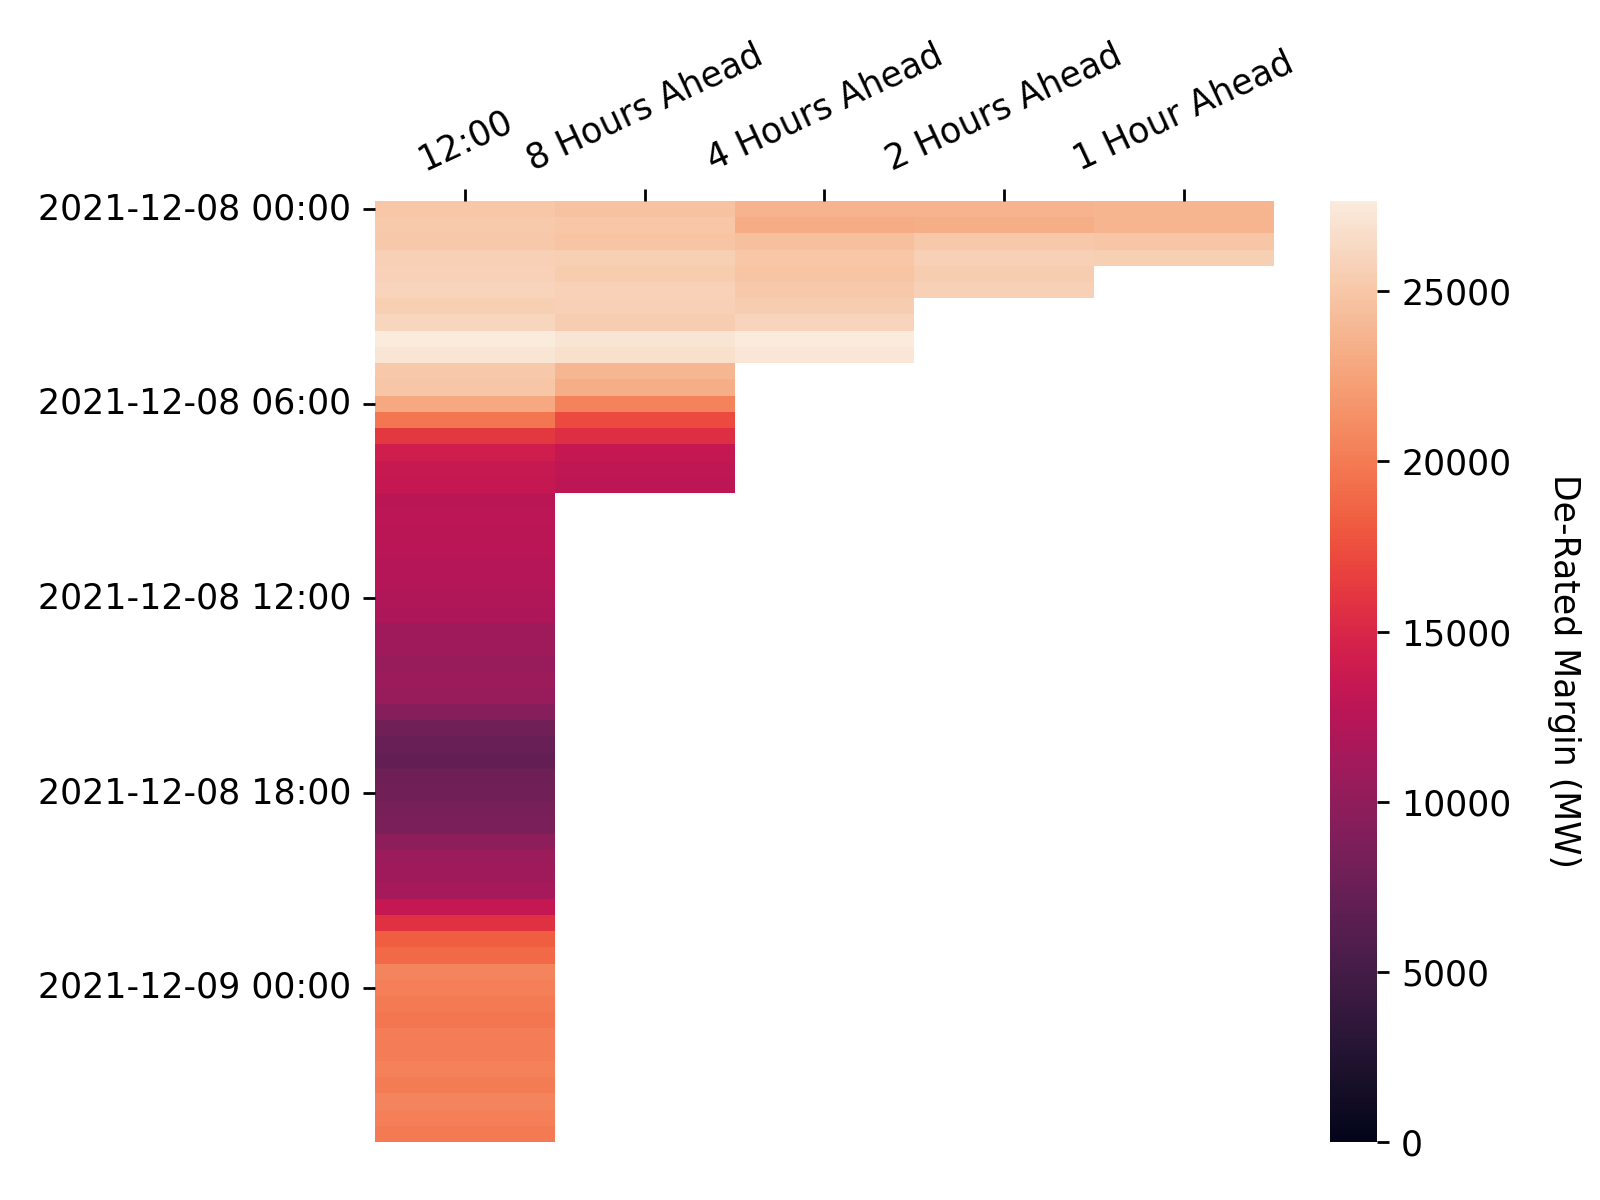 12:00
8 Hours Ahead
4 Hours Ahead
2 Hours Ahead
1 Hour Ahead
2021-12-08 00:00
2021-12-08 06:00
2021-12-08 12:00
2021-12-08 18:00
2021-12-09 00:00
25000
20000
15000
10000
5000
0
De-Rated Margin (MW)